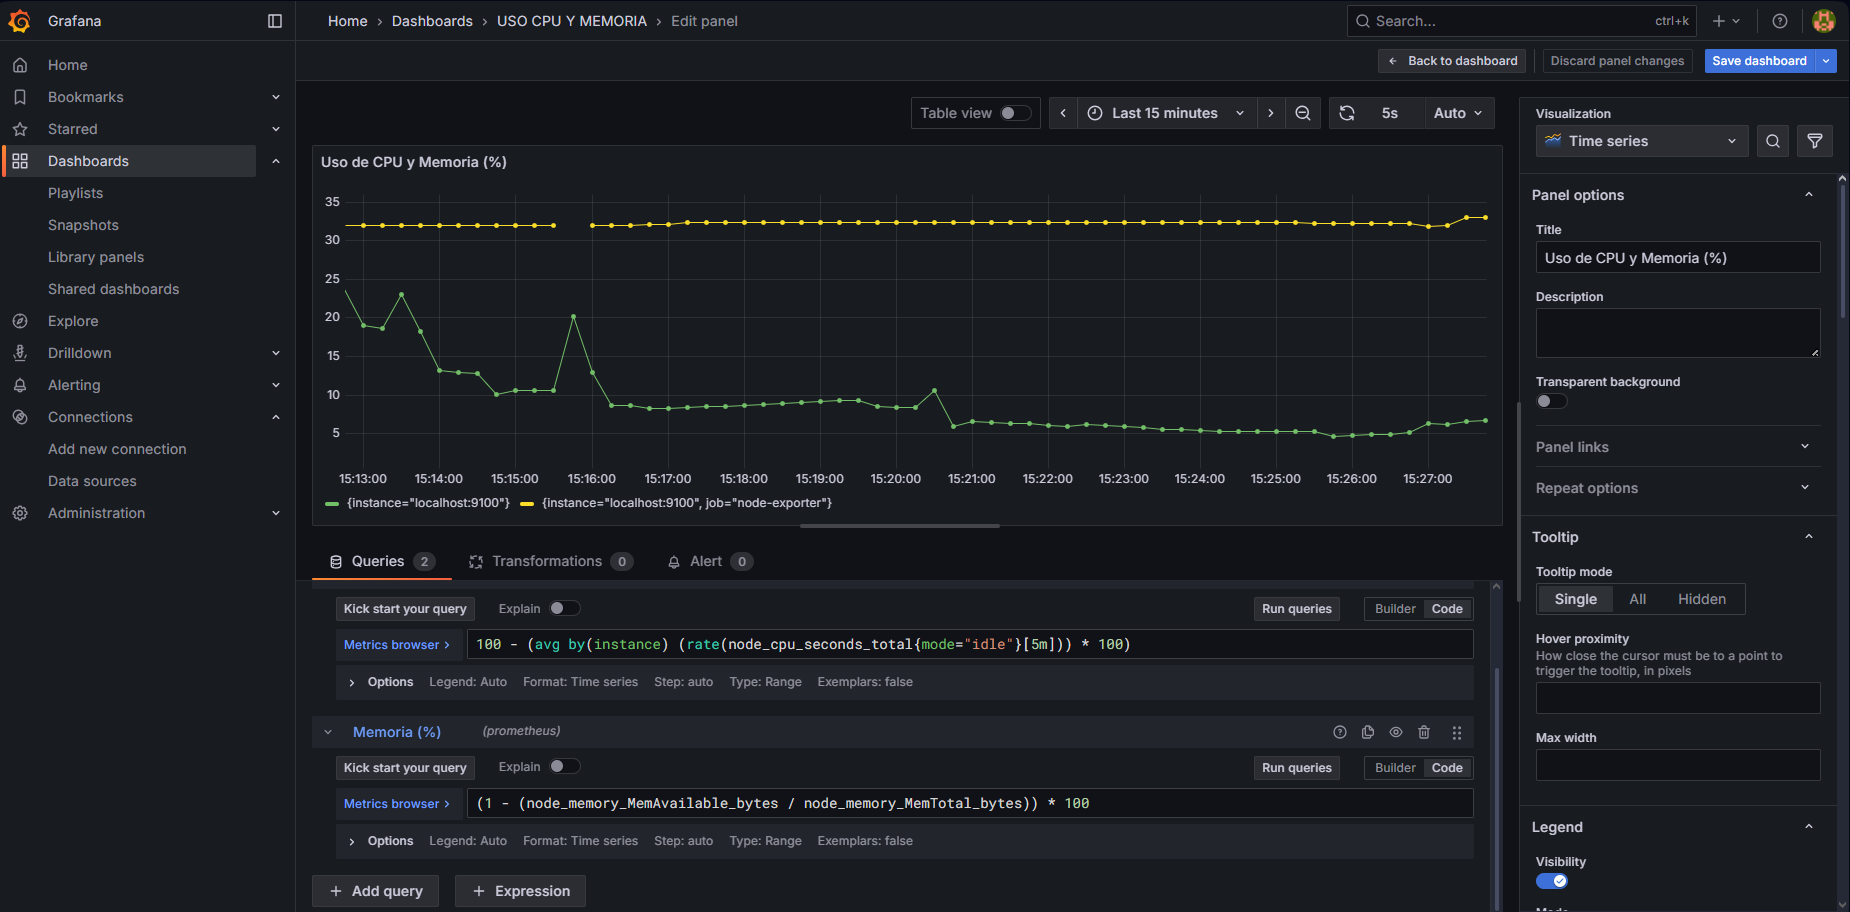 Grafana
Home › Dashboards › USO CPU Y MEMORIA › Edit panel
Search...
ctrl+k
Back to dashboard
Discard panel changes
Save dashboard
Home
Bookmarks
Starred
Dashboards
Playlists
Snapshots
Library panels
Shared dashboards
Explore
Drilldown
Alerting
Connections
Add new connection
Data sources
Administration
Table view
Last 15 minutes
5s
Auto
Uso de CPU y Memoria (%)
35
30
25
20
15
10
5
15:13:00 15:14:00 15:15:00 15:16:00 15:17:00 15:18:00 15:19:00 15:20:00 15:21:00 15:22:00 15:23:00 15:24:00 15:25:00 15:26:00 15:27:00
{instance="localhost:9100"} {instance="localhost:9100", job="node-exporter"}
Queries 2
Transformations 0
Alert 0
Kick start your query
Explain
Run queries
Builder Code
Metrics browser >
100 - (avg by(instance) (rate(node_cpu_seconds_total{mode="idle"}[5m])) * 100)
Options Legend: Auto Format: Time series Step: auto Type: Range Exemplars: false
Memoria (%) (prometheus)
Kick start your query
Explain
Run queries
Builder Code
Metrics browser >
(1 - (node_memory_MemAvailable_bytes / node_memory_MemTotal_bytes)) * 100
Options Legend: Auto Format: Time series Step: auto Type: Range Exemplars: false
+ Add query
+ Expression
Visualization
Time series
Panel options
Title
Uso de CPU y Memoria (%)
Description
Transparent background
Panel links
Repeat options
Tooltip
Tooltip mode
Single All Hidden
Hover proximity
How close the cursor must be to a point to
trigger the tooltip, in pixels
Max width
Legend
Visibility